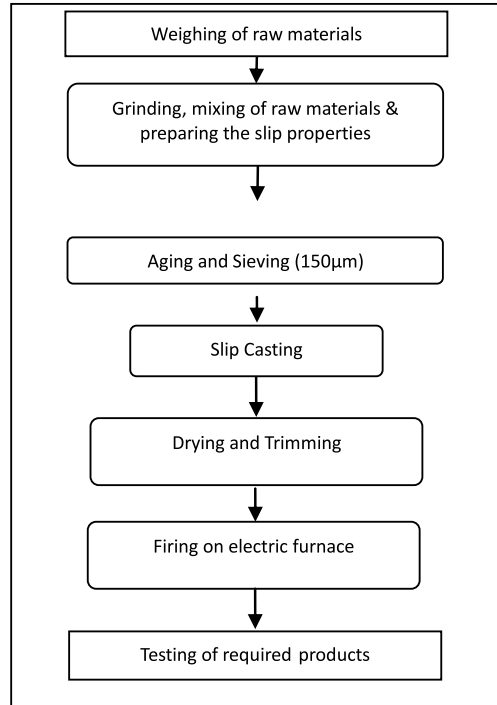 Weighing of raw materials
Grinding, mixing of raw materials &
preparing the slip properties
Aging and Sieving (150μm)
Slip Casting
Drying and Trimming
Firing on electric furnace
Testing of required products